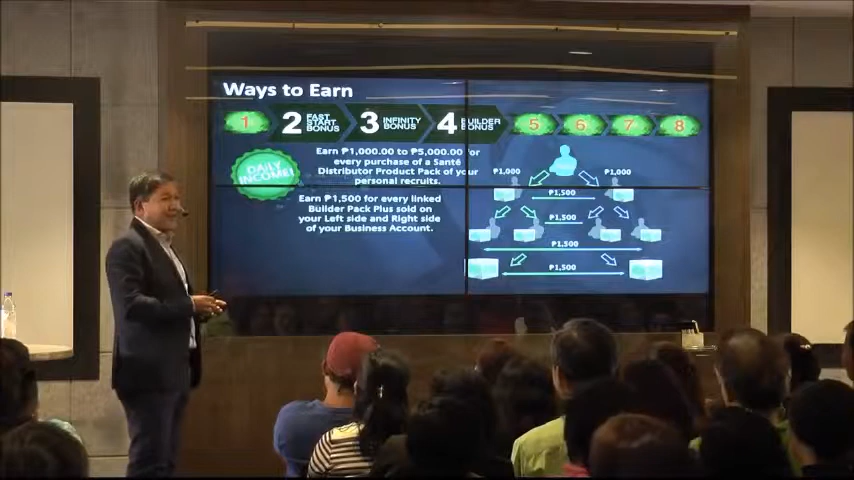 Ways to Earn
1
2 FAST START BONUS
3 INFINITY BONUS
4 BUILDER BONUS
5
6
7
8
DAILY INCOME!
Earn ₱1,000.00 to ₱5,000.00 for
every purchase of a Santé
Distributor Product Pack of your
personal recruits.
Earn ₱1,500 for every linked
Builder Pack Plus sold on
your Left side and Right side
of your Business Account.
₱1,000
₱1,000
₱1,500
₱1,500
₱1,500
₱1,500